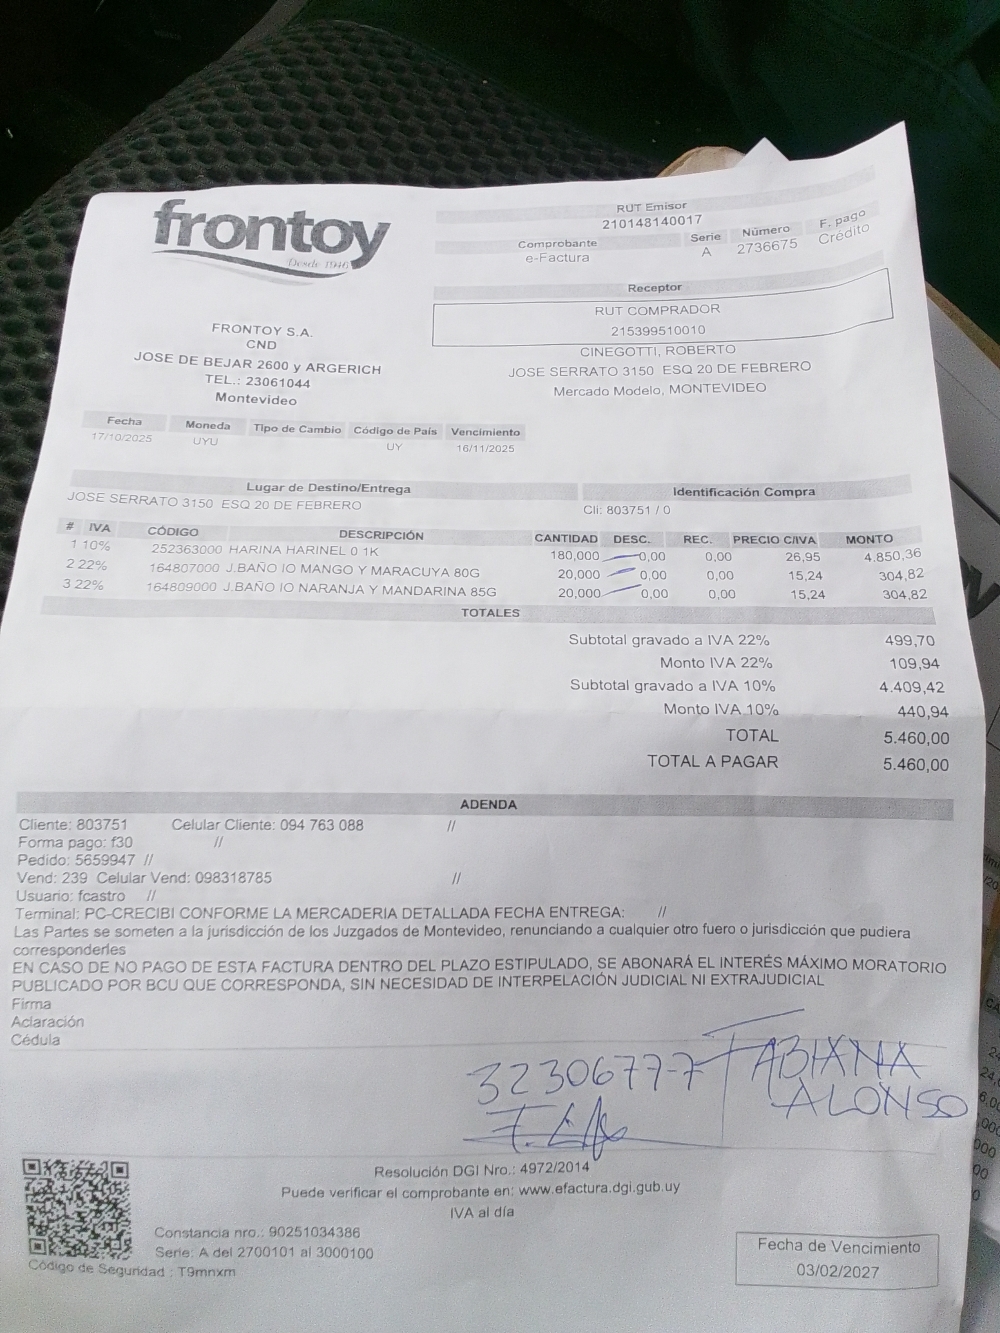 frontoy
Desde 1946
RUT Emisor
210148140017
Comprobante Serie Número F. pago
e-Factura A 2736675 Crédito
Receptor
RUT COMPRADOR
215399510010
CINEGOTTI, ROBERTO
JOSE SERRATO 3150 ESQ 20 DE FEBRERO
Mercado Modelo, MONTEVIDEO
FRONTOY S.A.
CND
JOSE DE BEJAR 2600 y ARGERICH
TEL.: 23061044
Montevideo
Fecha Moneda Tipo de Cambio Código de País Vencimiento
17/10/2025 UYU UY 16/11/2025
Lugar de Destino/Entrega Identificación Compra
JOSE SERRATO 3150 ESQ 20 DE FEBRERO Cli: 803751 / 0
# IVA CÓDIGO DESCRIPCIÓN CANTIDAD DESC. REC. PRECIO C/IVA MONTO
1 10% 252363000 HARINA HARINEL 0 1K 180,000 0,00 0,00 26,95 4.850,36
2 22% 164807000 J.BAÑO IO MANGO Y MARACUYA 80G 20,000 0,00 0,00 15,24 304,82
3 22% 164809000 J.BAÑO IO NARANJA Y MANDARINA 85G 20,000 0,00 0,00 15,24 304,82
TOTALES
Subtotal gravado a IVA 22% 499,70
Monto IVA 22% 109,94
Subtotal gravado a IVA 10% 4.409,42
Monto IVA 10% 440,94
TOTAL 5.460,00
TOTAL A PAGAR 5.460,00
ADENDA
Cliente: 803751 Celular Cliente: 094 763 088 //
Forma pago: f30 //
Pedido: 5659947 //
Vend: 239 Celular Vend: 098318785 //
Usuario: fcastro //
Terminal: PC-CRECIBI CONFORME LA MERCADERIA DETALLADA FECHA ENTREGA: //
Las Partes se someten a la jurisdicción de los Juzgados de Montevideo, renunciando a cualquier otro fuero o jurisdicción que pudiera
corresponderles
EN CASO DE NO PAGO DE ESTA FACTURA DENTRO DEL PLAZO ESTIPULADO, SE ABONARÁ EL INTERÉS MÁXIMO MORATORIO
PUBLICADO POR BCU QUE CORRESPONDA, SIN NECESIDAD DE INTERPELACIÓN JUDICIAL NI EXTRAJUDICIAL
Firma
Aclaración
Cédula
3230677-7 FABIANA
ALONSO
Resolución DGI Nro.: 4972/2014
Puede verificar el comprobante en: www.efactura.dgi.gub.uy
IVA al día
Constancia nro.: 90251034386
Serie: A del 2700101 al 3000100
Código de Seguridad : T9mnxm
Fecha de Vencimiento
03/02/2027